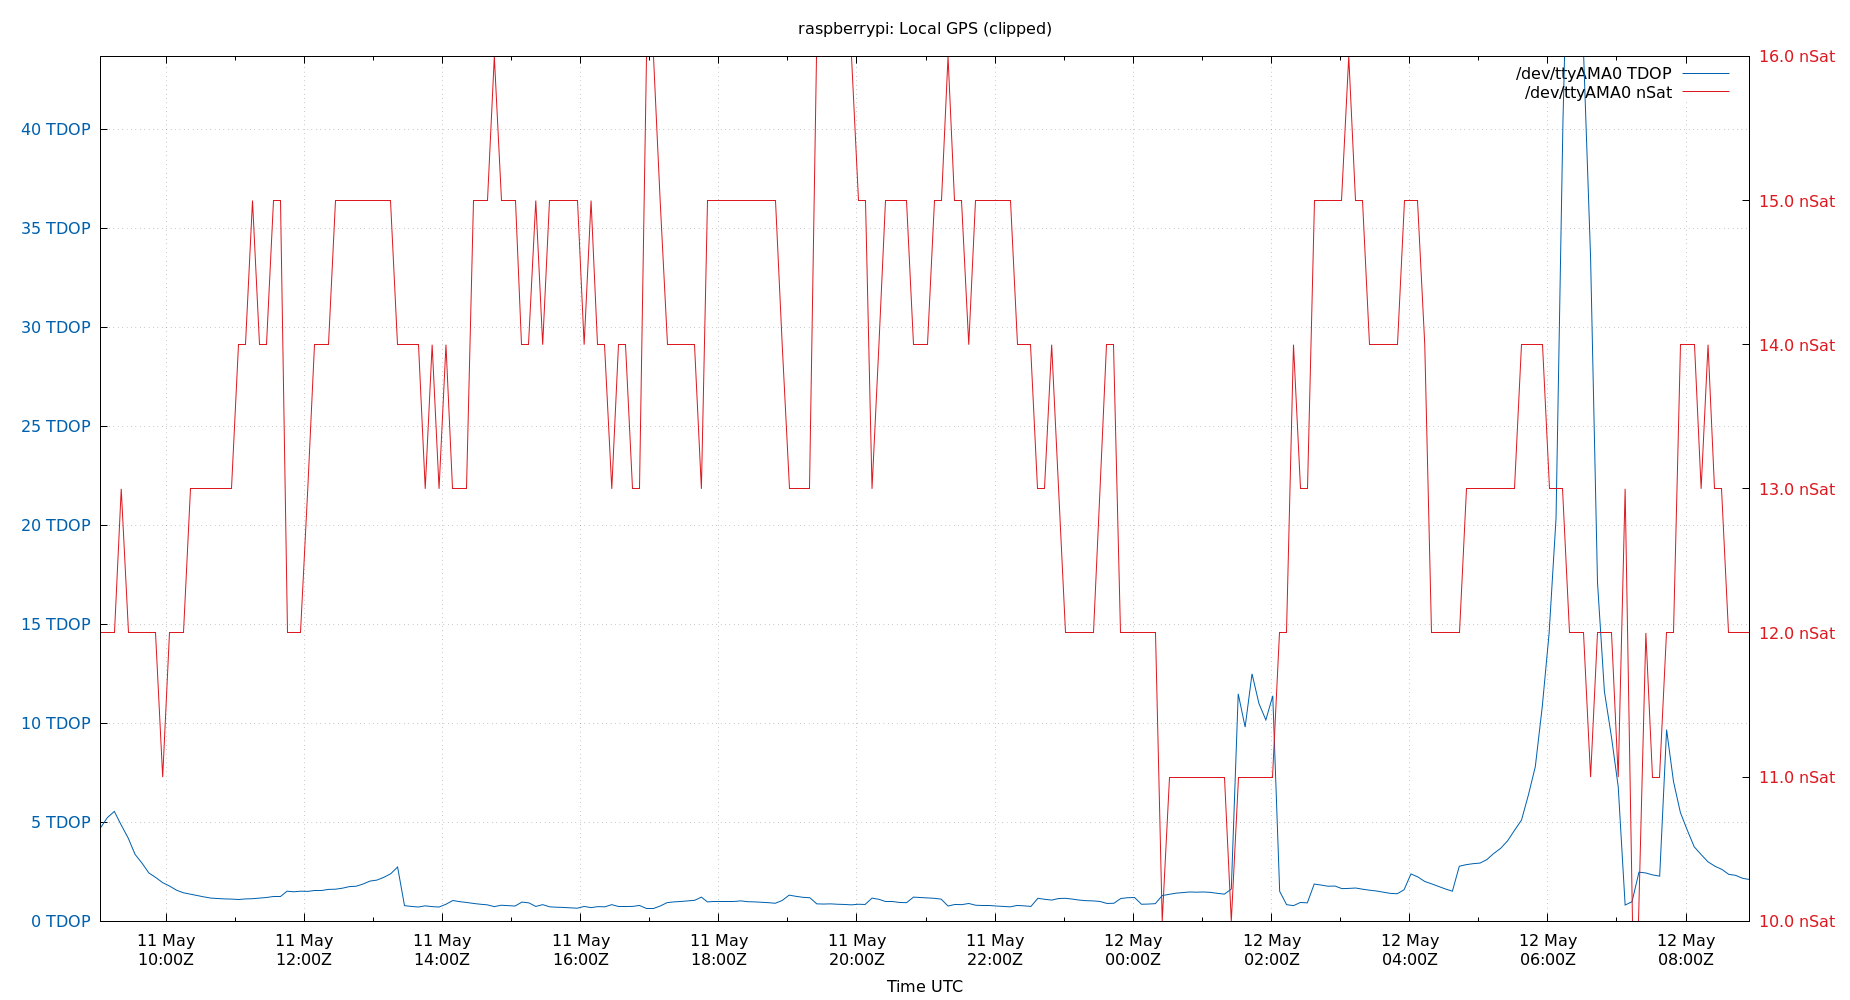 raspberrypi: Local GPS (clipped)
/dev/ttyAMA0 TDOP
/dev/ttyAMA0 nSat
40 TDOP
35 TDOP
30 TDOP
25 TDOP
20 TDOP
15 TDOP
10 TDOP
5 TDOP
0 TDOP
16.0 nSat
15.0 nSat
14.0 nSat
13.0 nSat
12.0 nSat
11.0 nSat
10.0 nSat
11 May
10:00Z
11 May
12:00Z
11 May
14:00Z
11 May
16:00Z
11 May
18:00Z
11 May
20:00Z
11 May
22:00Z
12 May
00:00Z
12 May
02:00Z
12 May
04:00Z
12 May
06:00Z
12 May
08:00Z
Time UTC